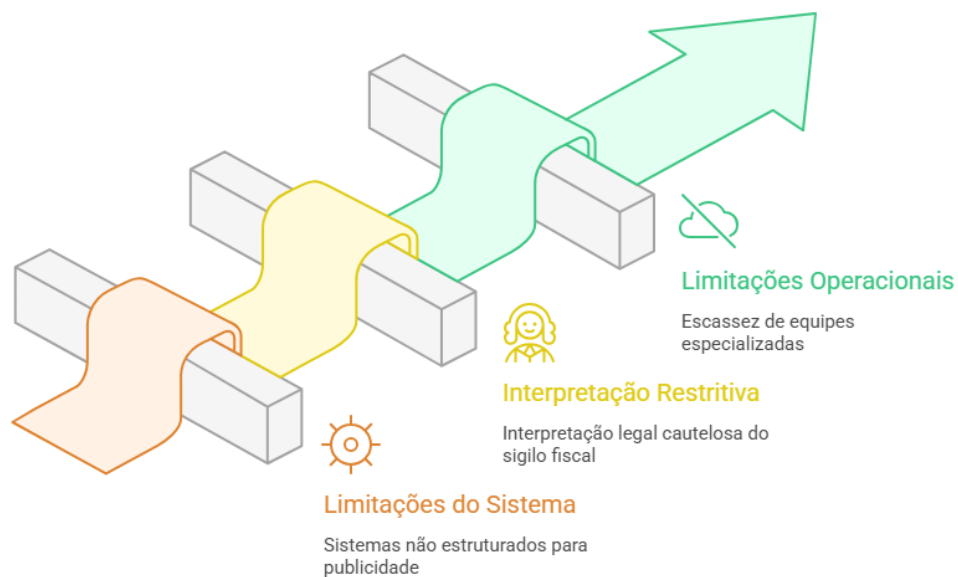 Limitações Operacionais
Escassez de equipes
especializadas
Interpretação Restritiva
Interpretação legal cautelosa do
sigilo fiscal
Limitações do Sistema
Sistemas não estruturados para
publicidade